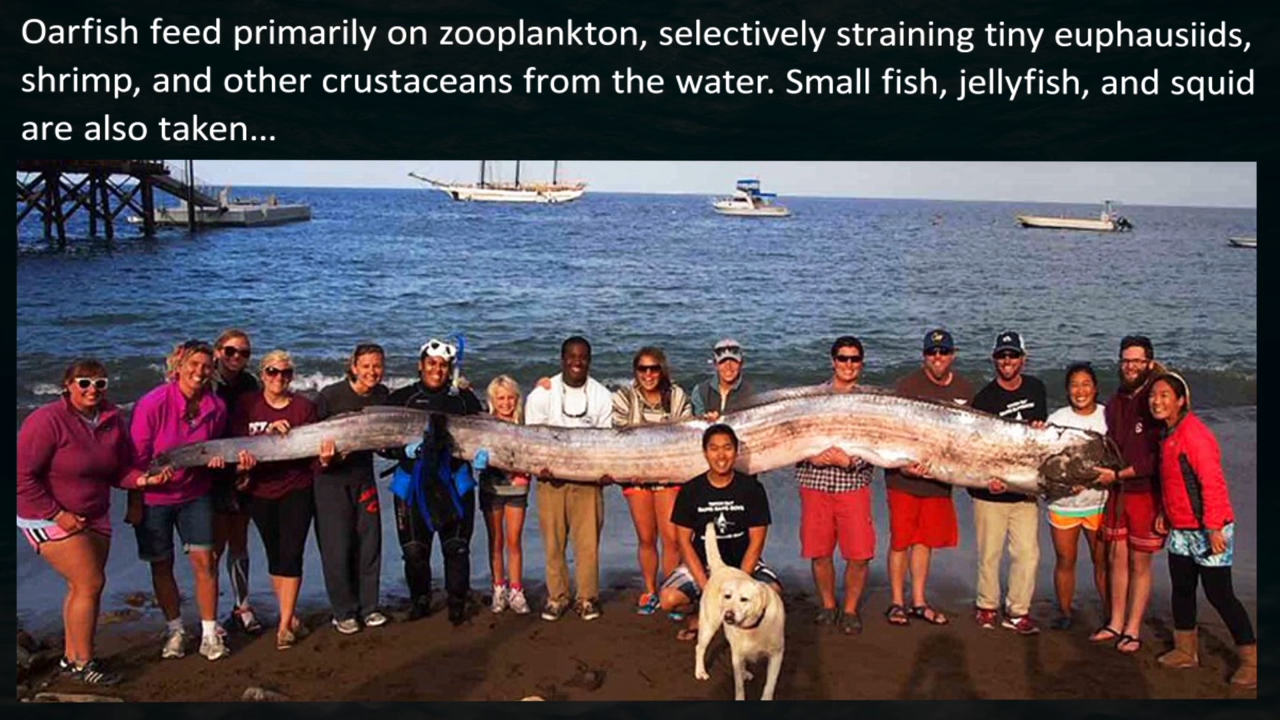 Oarfish feed primarily on zooplankton, selectively straining tiny euphausiids,
shrimp, and other crustaceans from the water. Small fish, jellyfish, and squid
are also taken...